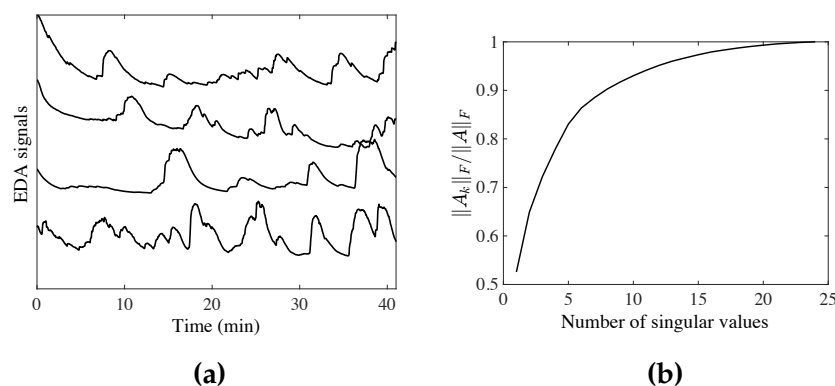 EDA signals
0 10 20 30 40
Time (min)
(a)
1
0.9
0.8
0.7
0.6
0.5
‖A_k‖_F/‖A‖_F
0 5 10 15 20 25
Number of singular values
(b)